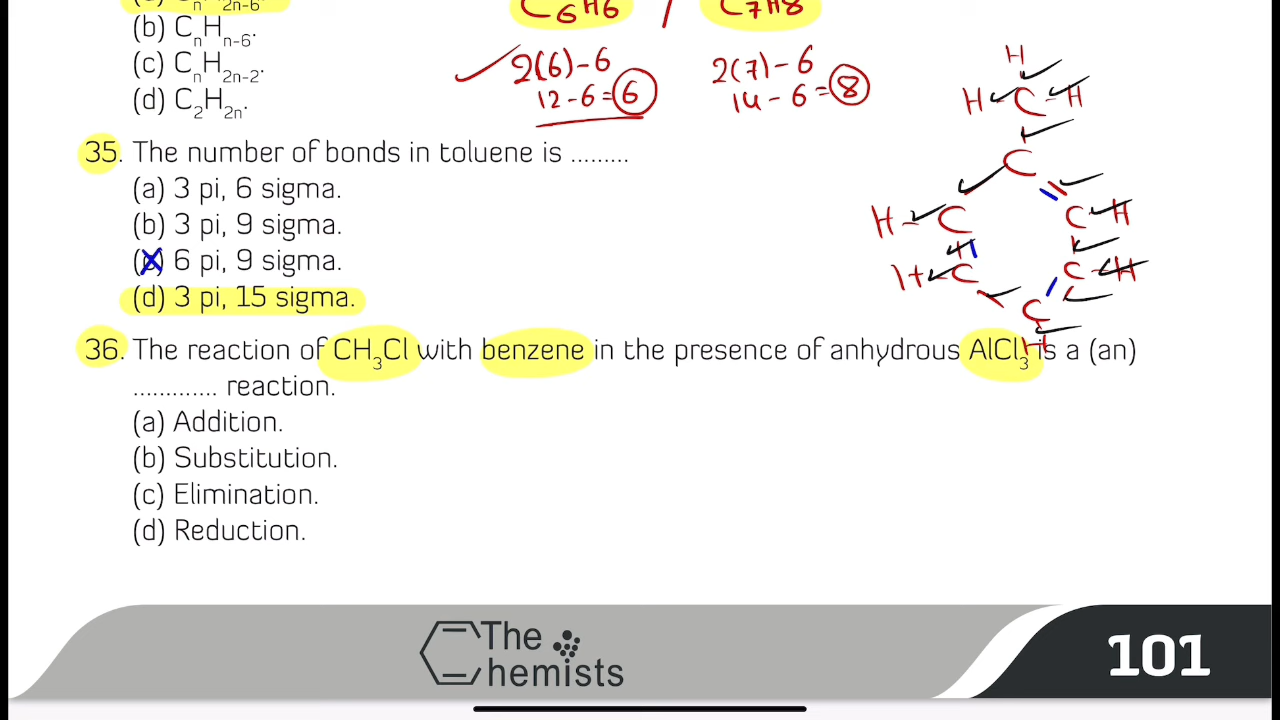 (a) CₙH₂ₙ₋₆.
C₆H₆ / C₇H₈
(b) CₙHₙ₋₆.
(c) CₙH₂ₙ₋₂.
(d) C₂H₂ₙ.
2(6)-6
12-6=6
2(7)-6
14-6=8
35. The number of bonds in toluene is .........
(a) 3 pi, 6 sigma.
(b) 3 pi, 9 sigma.
(c) 6 pi, 9 sigma.
(d) 3 pi, 15 sigma.
H
H-C-H
C
H-C C-H
H-C C-H
C
H
36. The reaction of CH₃Cl with benzene in the presence of anhydrous AlCl₃ is a (an)
............. reaction.
(a) Addition.
(b) Substitution.
(c) Elimination.
(d) Reduction.
The
Chemists
101